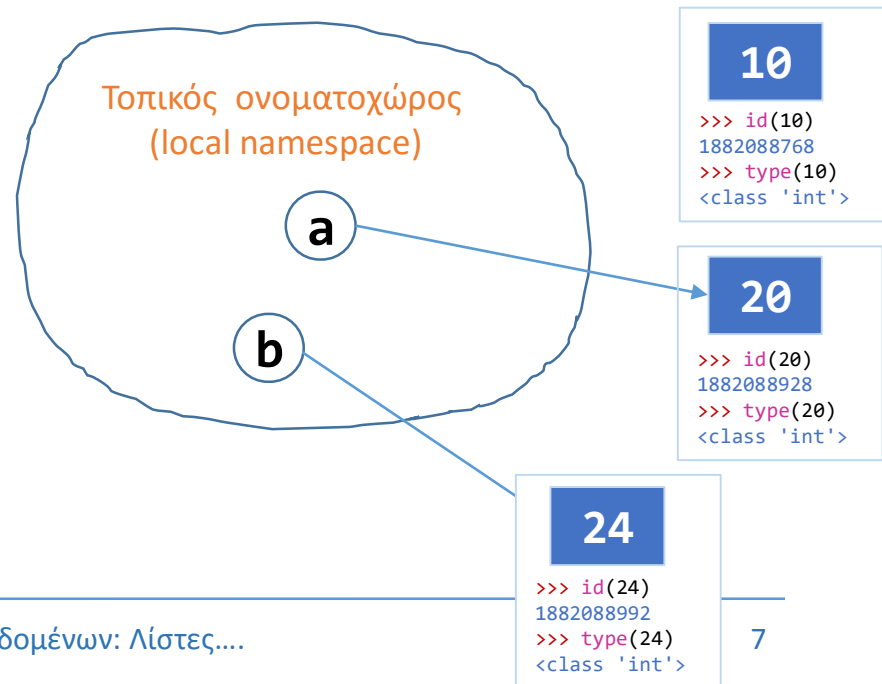 Τοπικός ονοματοχώρος
(local namespace)
a
b
10
>>> id(10)
1882088768
>>> type(10)
<class 'int'>
20
>>> id(20)
1882088928
>>> type(20)
<class 'int'>
24
>>> id(24)
1882088992
>>> type(24)
<class 'int'>
δομένων: Λίστες....
7